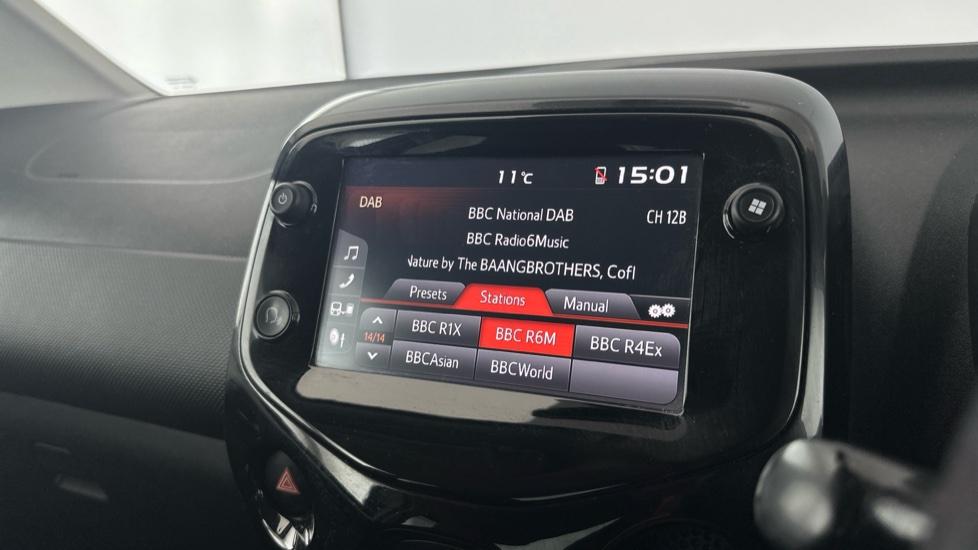 11°C 15:01
DAB BBC National DAB CH 12B
BBC Radio6Music
Nature by The BAANGBROTHERS, Cofl
Presets Stations Manual
BBC R1X BBC R6M BBC R4Ex
14/14
BBCAsian BBCWorld